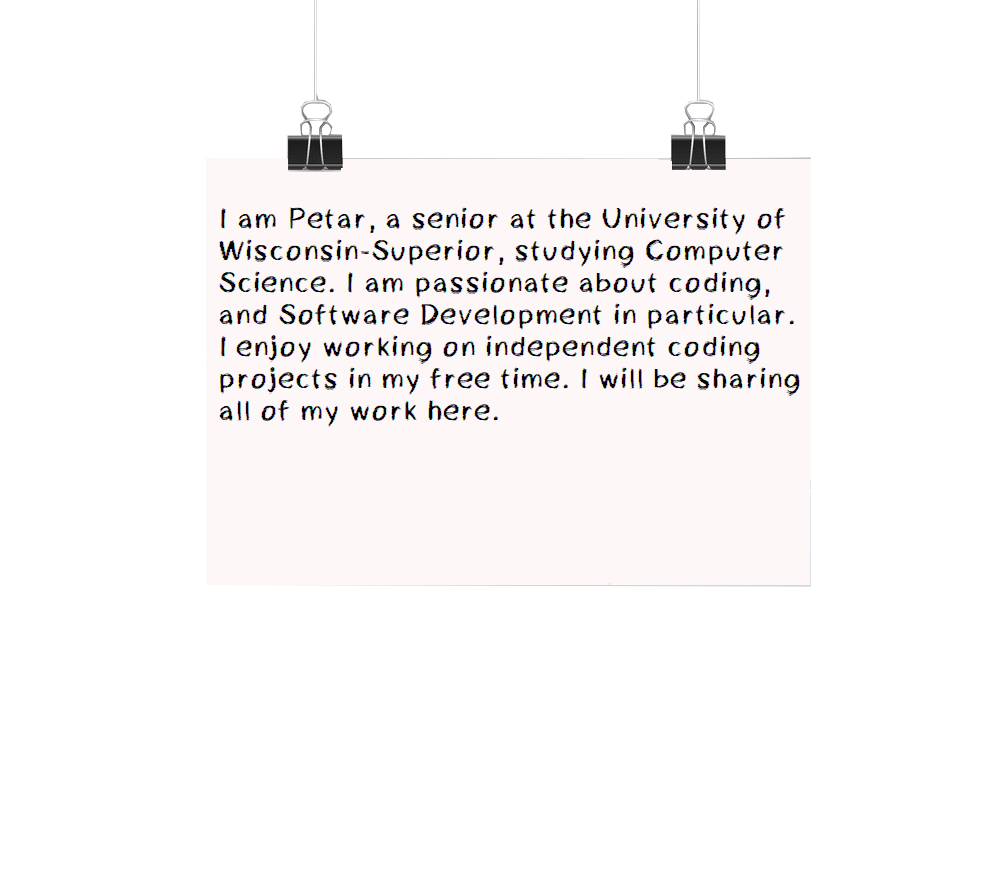 I am Petar, a senior at the University of
Wisconsin-Superior, studying Computer
Science. I am passionate about coding,
and Software Development in particular.
I enjoy working on independent coding
projects in my free time. I will be sharing
all of my work here.